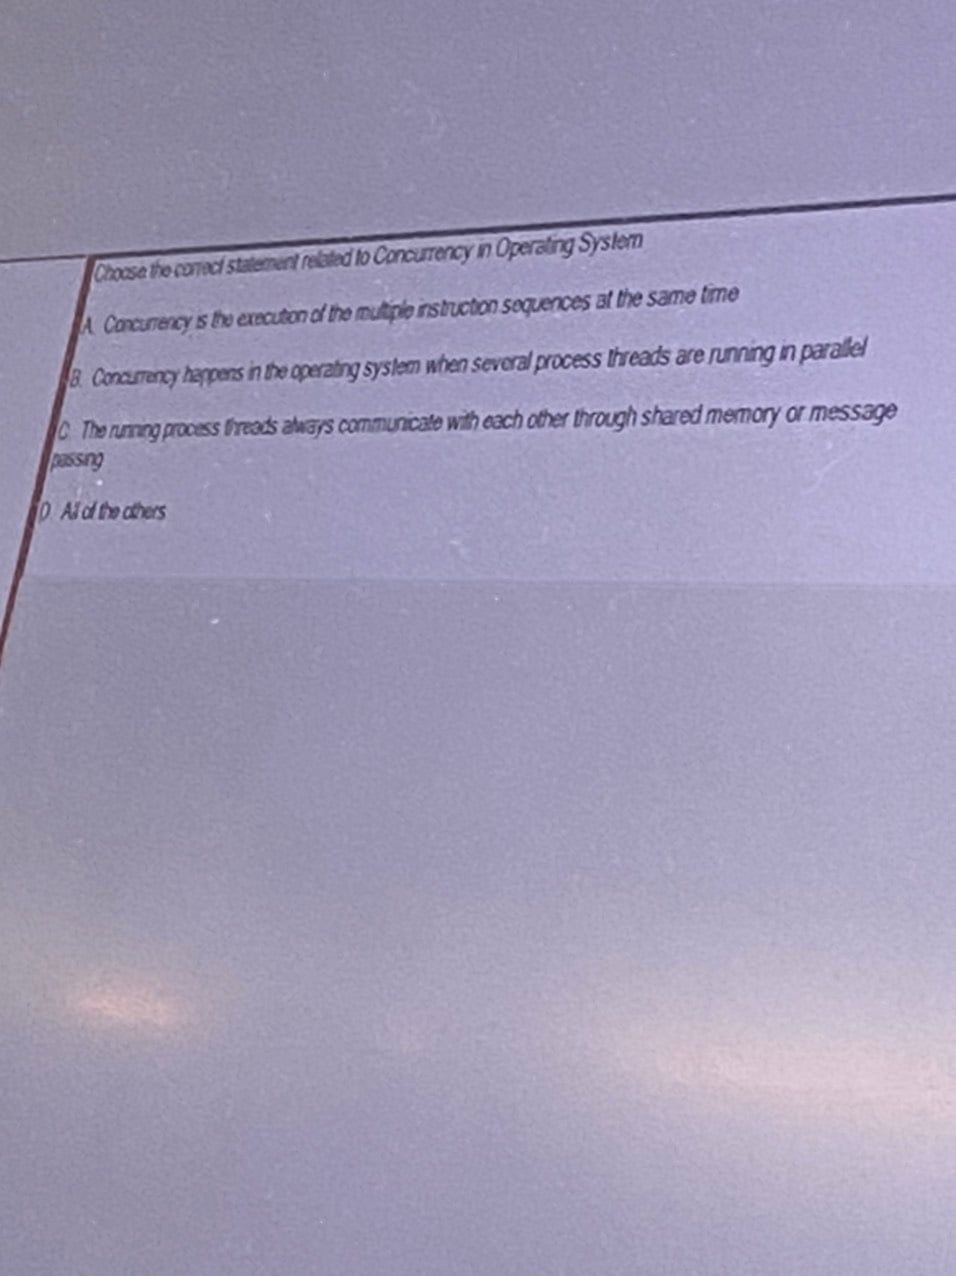 Choose the correct statement related to Concurrency in Operating System
A. Concurrency is the execution of the multiple instruction sequences at the same time
B. Concurrency happens in the operating system when several process threads are running in parallel
C. The running process threads always communicate with each other through shared memory or message
passing
D. All of the others